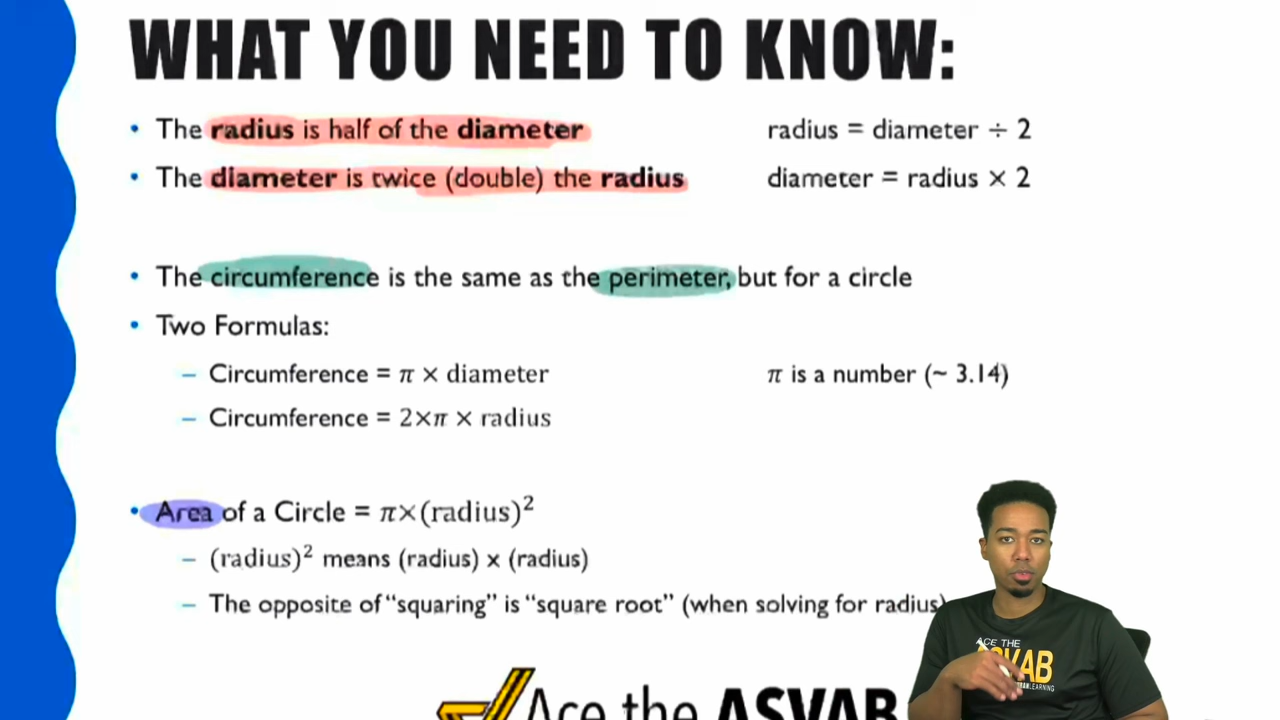 WHAT YOU NEED TO KNOW:
• The radius is half of the diameter radius = diameter ÷ 2
• The diameter is twice (double) the radius diameter = radius × 2
• The circumference is the same as the perimeter, but for a circle
• Two Formulas:
– Circumference = π × diameter π is a number (~ 3.14)
– Circumference = 2×π × radius
• Area of a Circle = π×(radius)²
– (radius)² means (radius) x (radius)
– The opposite of "squaring" is "square root" (when solving for radius)
Ace the ASVAB
ACE THE
LEARNING